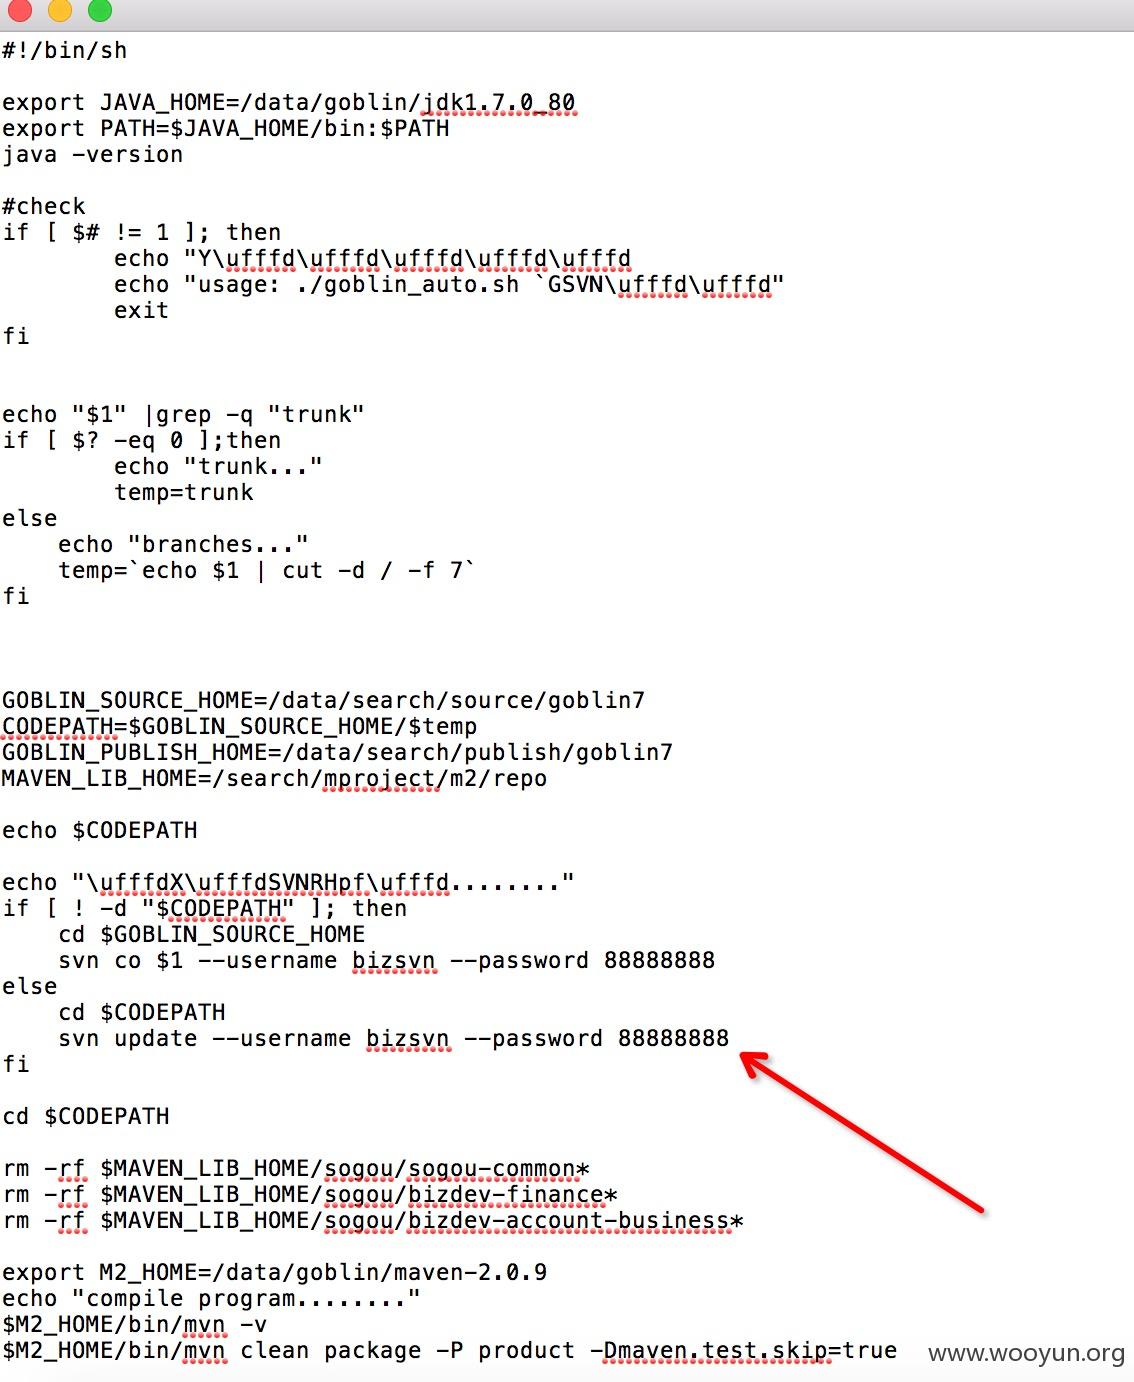 #!/bin/sh
export JAVA_HOME=/data/goblin/jdk1.7.0_80
export PATH=$JAVA_HOME/bin:$PATH
java -version
#check
if [ $# != 1 ]; then
echo "Y\ufffd\ufffd\ufffd\ufffd\ufffd
echo "usage: ./goblin_auto.sh `GSVN\ufffd\ufffd"
exit
fi
echo "$1" |grep -q "trunk"
if [ $? -eq 0 ];then
echo "trunk..."
temp=trunk
else
echo "branches..."
temp=`echo $1 | cut -d / -f 7`
fi
GOBLIN_SOURCE_HOME=/data/search/source/goblin7
CODEPATH=$GOBLIN_SOURCE_HOME/$temp
GOBLIN_PUBLISH_HOME=/data/search/publish/goblin7
MAVEN_LIB_HOME=/search/mproject/m2/repo
echo $CODEPATH
echo "\ufffdX\ufffdSVNRHpf\ufffd........"
if [ ! -d "$CODEPATH" ]; then
cd $GOBLIN_SOURCE_HOME
svn co $1 --username bizsvn --password 88888888
else
cd $CODEPATH
svn update --username bizsvn --password 88888888
fi
cd $CODEPATH
rm -rf $MAVEN_LIB_HOME/sogou/sogou-common*
rm -rf $MAVEN_LIB_HOME/sogou/bizdev-finance*
rm -rf $MAVEN_LIB_HOME/sogou/bizdev-account-business*
export M2_HOME=/data/goblin/maven-2.0.9
echo "compile program........"
$M2_HOME/bin/mvn -v
$M2_HOME/bin/mvn clean package -P product -Dmaven.test.skip=true
www.wooyun.org